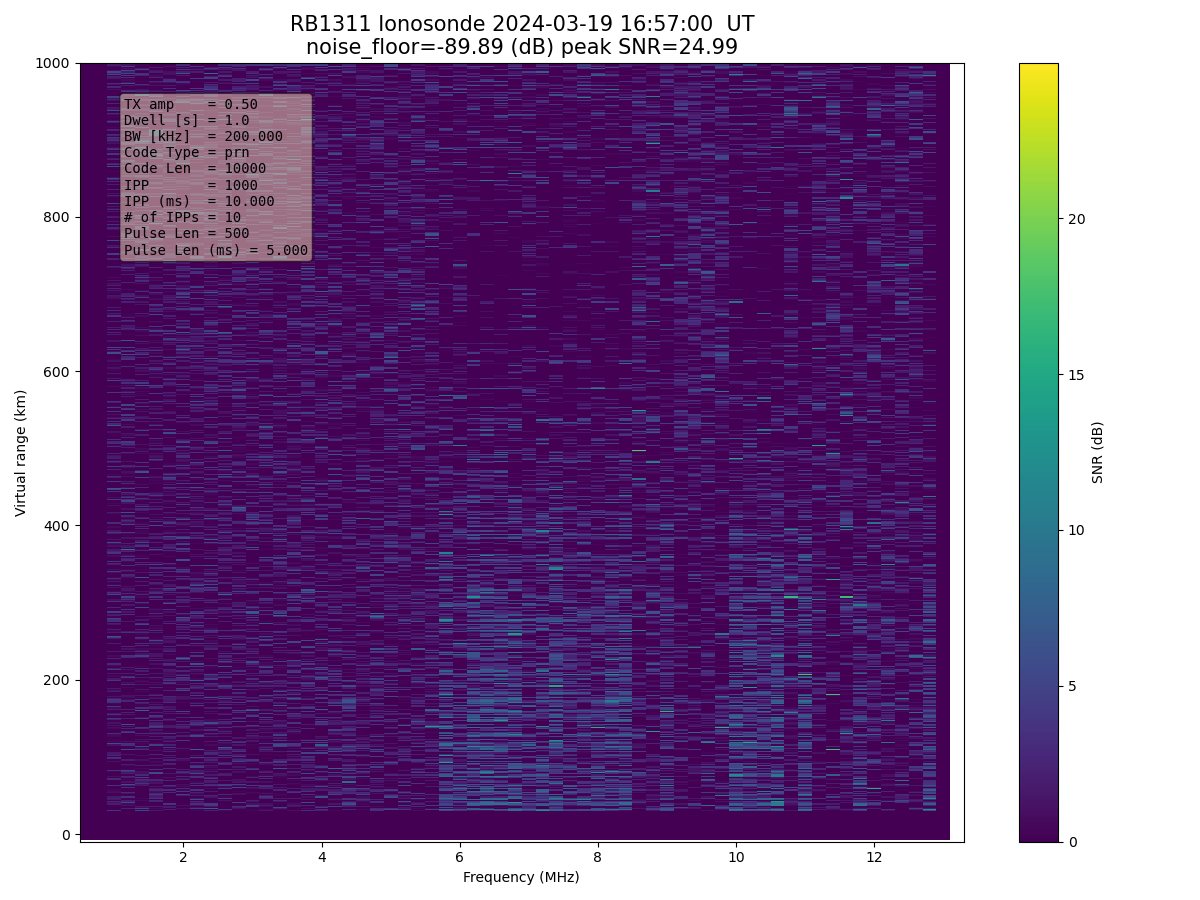 RB1311 Ionosonde 2024-03-19 16:57:00  UT
noise_floor=-89.89 (dB) peak SNR=24.99
TX amp    = 0.50
Dwell [s] = 1.0
BW [kHz]  = 200.000
Code Type = prn
Code Len  = 10000
IPP       = 1000
IPP (ms)  = 10.000
# of IPPs = 10
Pulse Len = 500
Pulse Len (ms) = 5.000
1000
800
600
400
200
0
Virtual range (km)
2 4 6 8 10 12
Frequency (MHz)
20
15
10
5
0
SNR (dB)